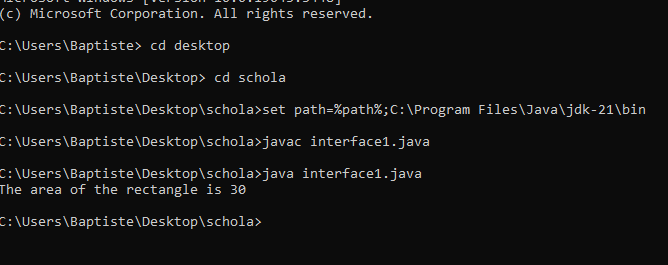 (c) Microsoft Corporation. All rights reserved.
C:\Users\Baptiste> cd desktop
C:\Users\Baptiste\Desktop> cd schola
C:\Users\Baptiste\Desktop\schola>set path=%path%;C:\Program Files\Java\jdk-21\bin
C:\Users\Baptiste\Desktop\schola>javac interface1.java
C:\Users\Baptiste\Desktop\schola>java interface1.java
The area of the rectangle is 30
C:\Users\Baptiste\Desktop\schola>